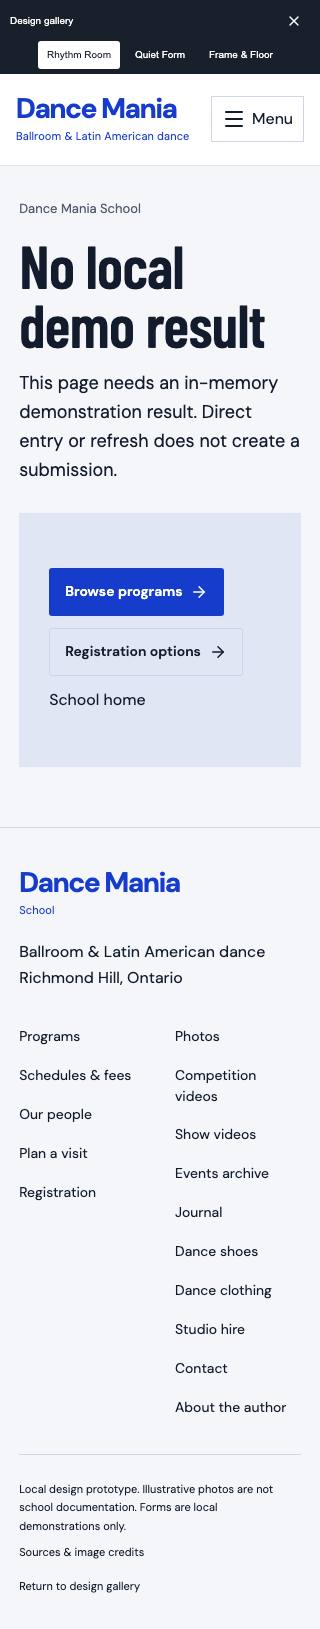 Design gallery
Rhythm Room
Quiet Form
Frame & Floor
Dance Mania
Ballroom & Latin American dance
Menu
Dance Mania School
No local
demo result
This page needs an in-memory
demonstration result. Direct
entry or refresh does not create a
submission.
Browse programs
Registration options
School home
Dance Mania
School
Ballroom & Latin American dance
Richmond Hill, Ontario
Programs
Schedules & fees
Our people
Plan a visit
Registration
Photos
Competition
videos
Show videos
Events archive
Journal
Dance shoes
Dance clothing
Studio hire
Contact
About the author
Local design prototype. Illustrative photos are not
school documentation. Forms are local
demonstrations only.
Sources & image credits
Return to design gallery